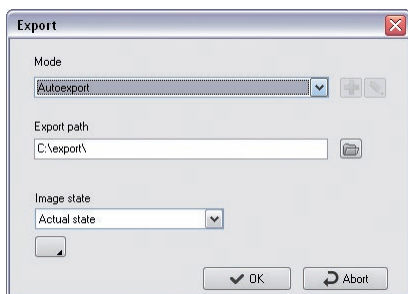 Export
Mode
Autoexport
Export path
C:\export\
Image state
Actual state
OK
Abort